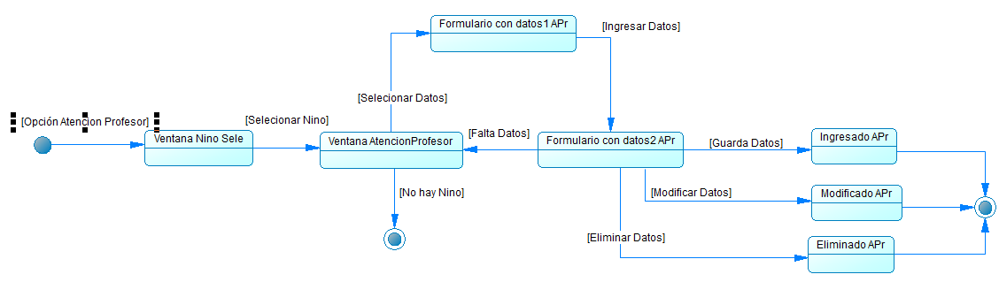 Formulario con datos1 APr
[Ingresar Datos]
[Selecionar Datos]
[Opción Atencion Profesor]
[Selecionar Nino]
Ventana Nino Sele
Ventana AtencionProfesor
[Falta Datos]
Formulario con datos2 APr
[Guarda Datos]
Ingresado APr
[No hay Nino]
[Modificar Datos]
Modificado APr
[Eliminar Datos]
Eliminado APr